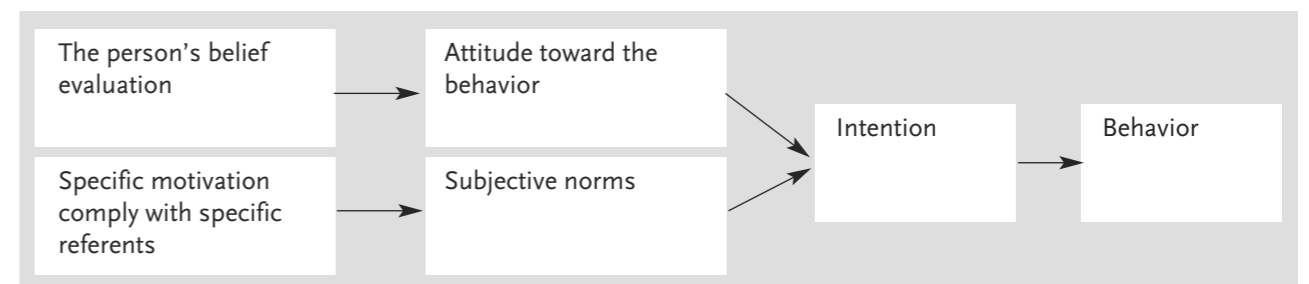 The person's belief
evaluation
Attitude toward the
behavior
Specific motivation
comply with specific
referents
Subjective norms
Intention
Behavior